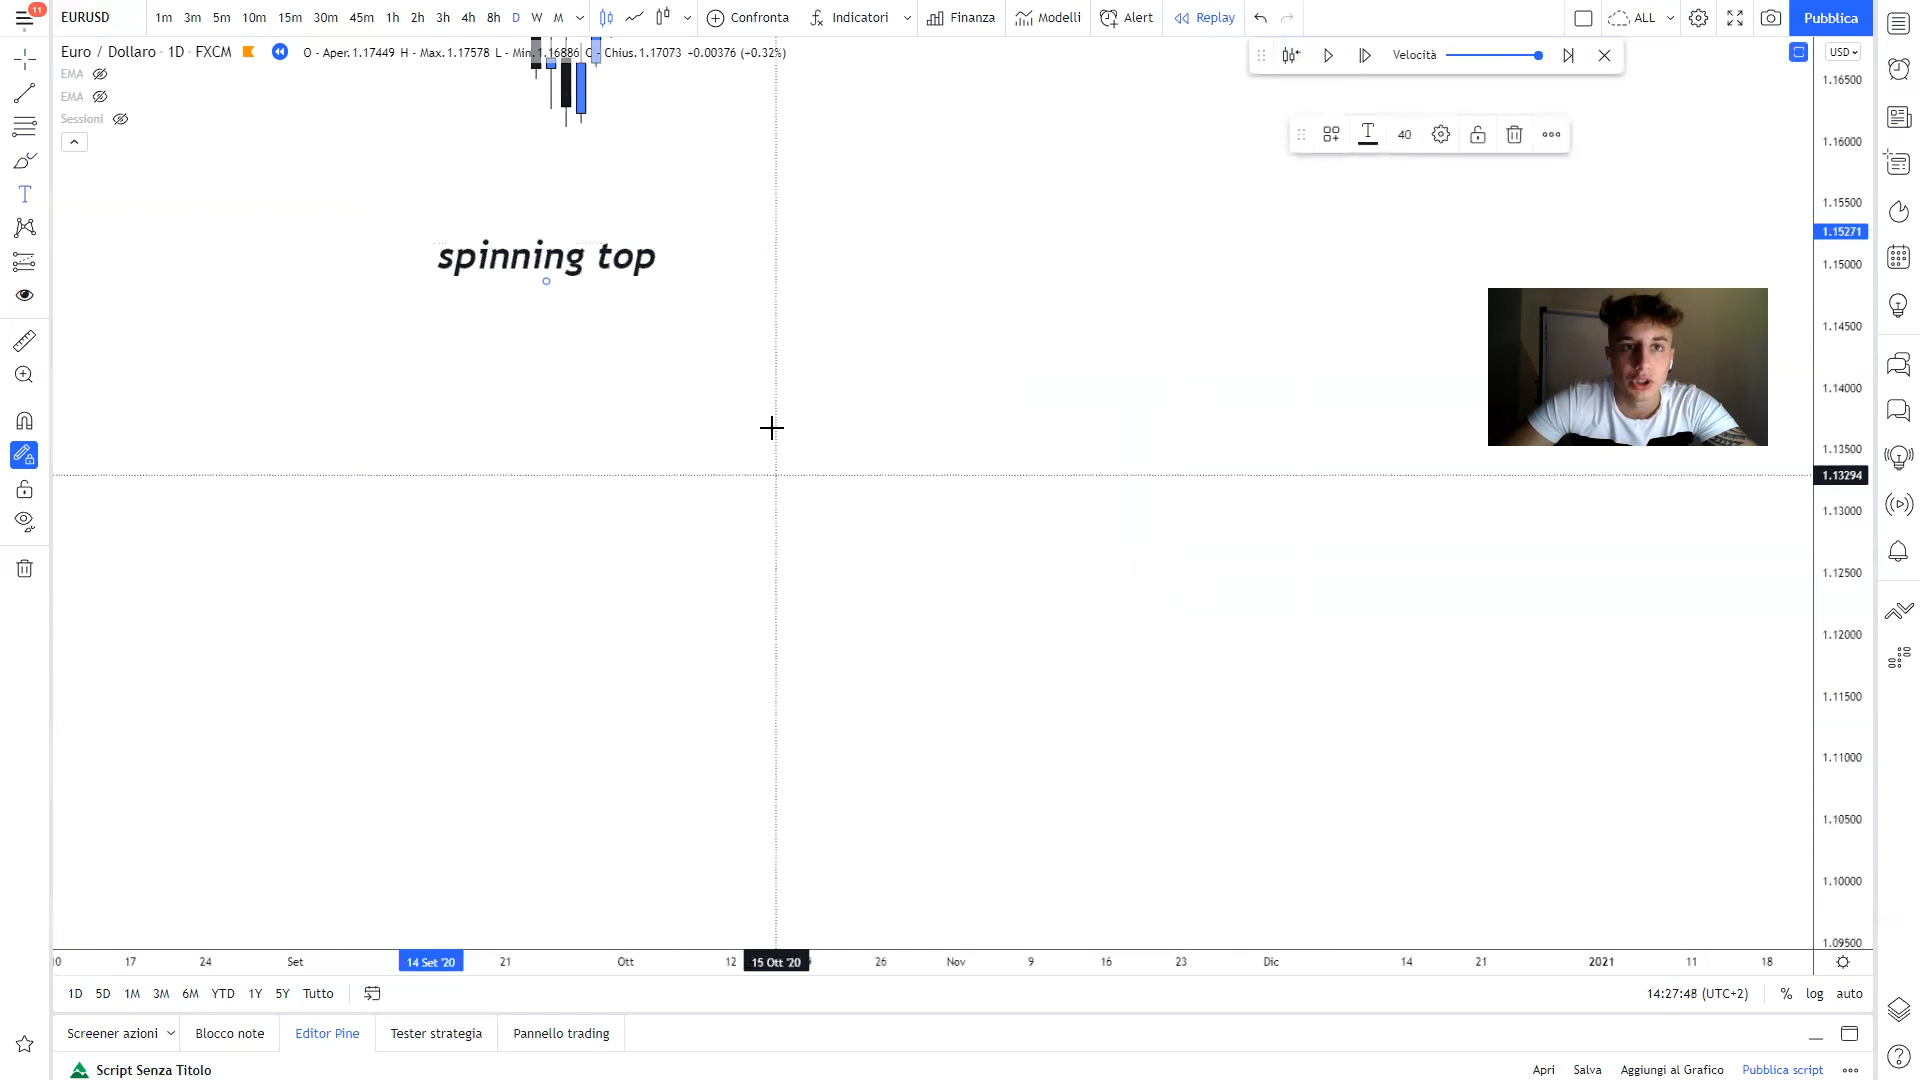 11
EURUSD
1m 3m 5m 10m 15m 30m 45m 1h 2h 3h 4h 8h D W M Confronta Indicatori Finanza Modelli Alert Replay ALL Pubblica
Euro / Dollaro · 1D · FXCM O - Aper.1.17449 H - Max.1.17578 L - Min.1.16886 C - Chius.1.17073 -0.00376 (-0.32%)
Velocità
USD
EMA
EMA
Sessioni
40
spinning top
1.16500
1.16000
1.15500
1.15271
1.15000
1.14500
1.14000
1.13500
1.13294
1.13000
1.12500
1.12000
1.11500
1.11000
1.10500
1.10000
1.09500
17 24 Set 14 Set '20 21 Ott 12 15 Ott '20 26 Nov 9 16 23 Dic 14 21 2021 11 18
1D 5D 1M 3M 6M YTD 1Y 5Y Tutto 14:27:48 (UTC+2) % log auto
Screener azioni Blocco note Editor Pine Tester strategia Pannello trading
Script Senza Titolo Apri Salva Aggiungi al Grafico Pubblica script